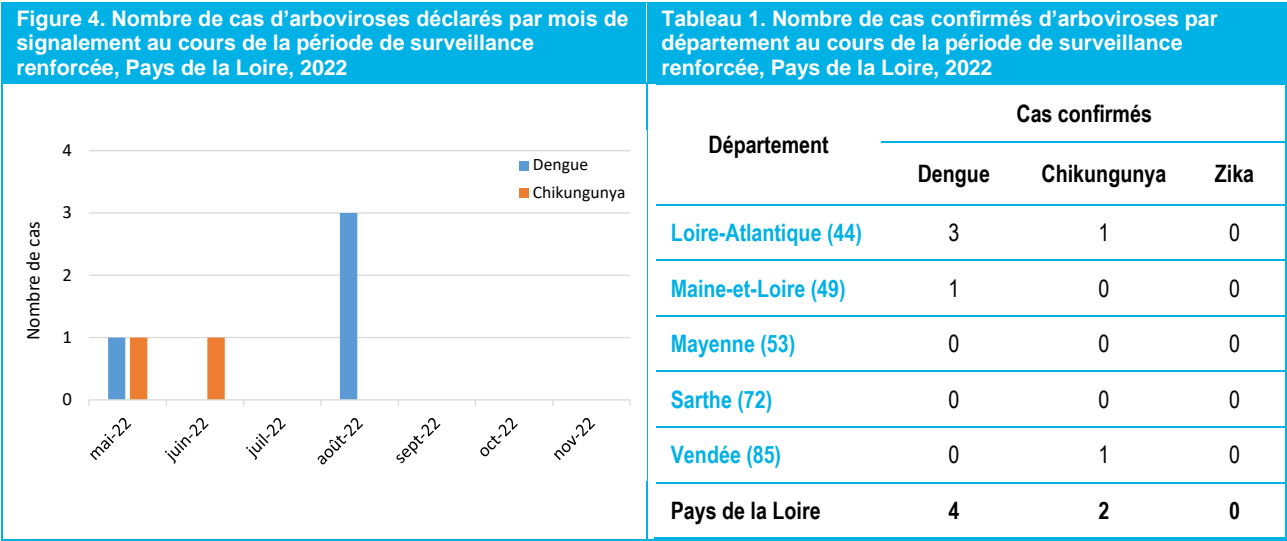 Figure 4. Nombre de cas d'arboviroses déclarés par mois de
signalement au cours de la période de surveillance
renforcée, Pays de la Loire, 2022
4
3
2
1
0
Nombre de cas
Dengue
Chikungunya
mai-22
juin-22
juil-22
août-22
sept-22
oct-22
nov-22
Tableau 1. Nombre de cas confirmés d'arboviroses par
département au cours de la période de surveillance
renforcée, Pays de la Loire, 2022
Département
Cas confirmés
Dengue Chikungunya Zika
Loire-Atlantique (44) 3 1 0
Maine-et-Loire (49) 1 0 0
Mayenne (53) 0 0 0
Sarthe (72) 0 0 0
Vendée (85) 0 1 0
Pays de la Loire 4 2 0